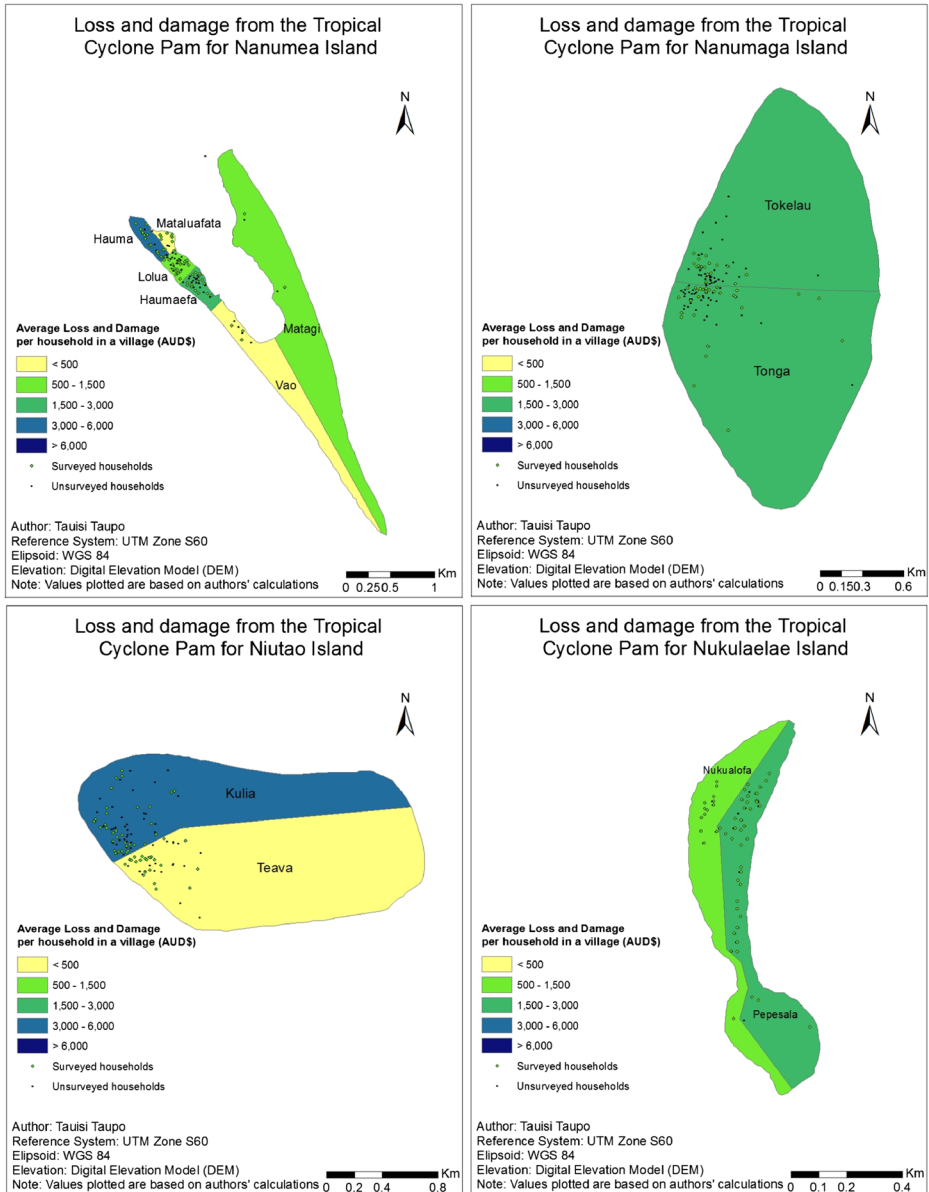 Loss and damage from the Tropical
Cyclone Pam for Nanumea Island
N
Mataluafata
Hauma
Lolua
Haumaefa
Matagi
Vao
Average Loss and Damage
per household in a village (AUD$)
< 500
500 - 1,500
1,500 - 3,000
3,000 - 6,000
> 6,000
Surveyed households
Unsurveyed households
Author: Tauisi Taupo
Reference System: UTM Zone S60
Elipsoid: WGS 84
Elevation: Digital Elevation Model (DEM)
Note: Values plotted are based on authors' calculations
Km
0 0.250.5 1
Loss and damage from the Tropical
Cyclone Pam for Nanumaga Island
N
Tokelau
Tonga
Average Loss and Damage
per household in a village (AUD$)
< 500
500 - 1,500
1,500 - 3,000
3,000 - 6,000
> 6,000
Surveyed households
Unsurveyed households
Author: Tauisi Taupo
Reference System: UTM Zone S60
Elipsoid: WGS 84
Elevation: Digital Elevation Model (DEM)
Note: Values plotted are based on authors' calculations
Km
0 0.150.3 0.6
Loss and damage from the Tropical
Cyclone Pam for Niutao Island
N
Kulia
Teava
Average Loss and Damage
per household in a village (AUD$)
< 500
500 - 1,500
1,500 - 3,000
3,000 - 6,000
> 6,000
Surveyed households
Unsurveyed households
Author: Tauisi Taupo
Reference System: UTM Zone S60
Elipsoid: WGS 84
Elevation: Digital Elevation Model (DEM)
Note: Values plotted are based on authors' calculations
Km
0 0.2 0.4 0.8
Loss and damage from the Tropical
Cyclone Pam for Nukulaelae Island
N
Nukualofa
Pepesala
Average Loss and Damage
per household in a village (AUD$)
< 500
500 - 1,500
1,500 - 3,000
3,000 - 6,000
> 6,000
Surveyed households
Unsurveyed households
Author: Tauisi Taupo
Reference System: UTM Zone S60
Elipsoid: WGS 84
Elevation: Digital Elevation Model (DEM)
Note: Values plotted are based on authors' calculations
Km
0 0.1 0.2 0.4